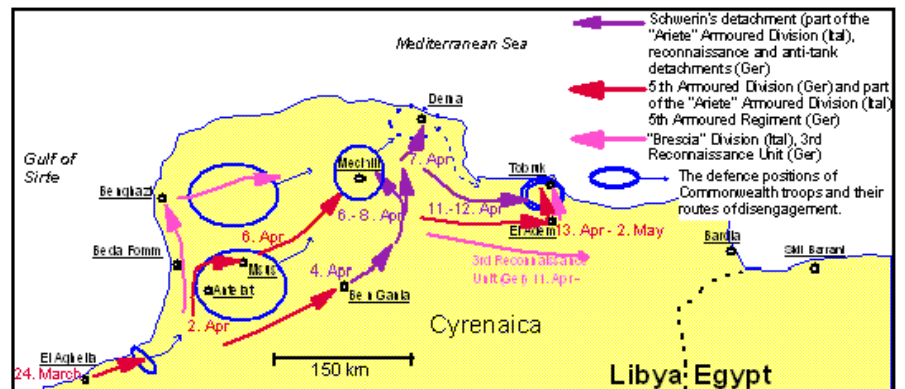 Schwerin's detachment (part of the
"Ariete" Armoured Division (Ital),
reconnaissance and anti-tank
detachments (Ger)
5th Armoured Division (Ger) and part
of the "Ariete" Armoured Division (Ital)
5th Armoured Regiment (Ger)
"Brescia" Division (Ital), 3rd
Reconnaissance Unit (Ger)
The defence positions of
Commonwealth troops and their
routes of disengagement.
Mediterranean Sea
Gulf of
Sirte
Derna
Mechili
7. Apr
Tobruk
Benghazi
6.- 8. Apr
11.-12. Apr
El Adem
13. Apr - 2. May
6. Apr
Bardia
Beda Fomm
Msus
3rd Reconnaissance
Unit (Ger) 11. Apr-
Sidi Barrani
4. Apr
Antelat
Ben Gania
2. Apr
Cyrenaica
El Agheila
24. March
150 km
Libya
Egypt